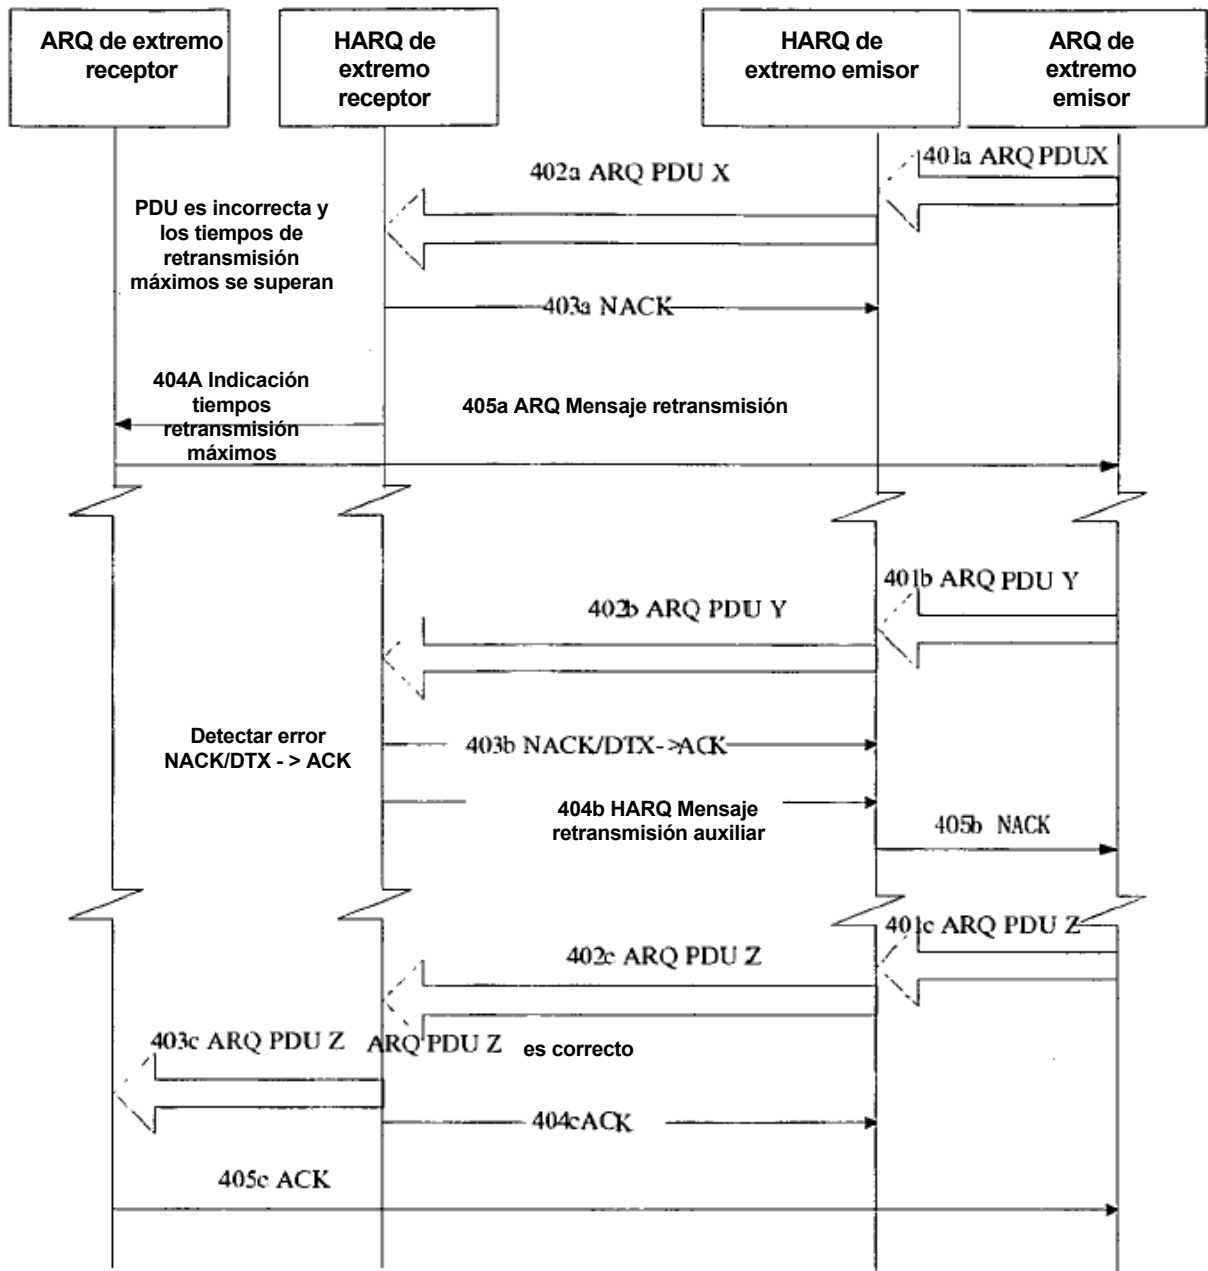 ARQ de extremo
receptor
HARQ de
extremo
receptor
HARQ de
extremo emisor
ARQ de
extremo
emisor
401a ARQ PDUX
402a ARQ PDU X
PDU es incorrecta y
los tiempos de
retransmisión
máximos se superan
403a NACK
404A Indicación
tiempos
retransmisión
máximos
405a ARQ Mensaje retransmisión
401b ARQ PDU Y
402b ARQ PDU Y
Detectar error
NACK/DTX - > ACK
403b NACK/DTX->ACK
404b HARQ Mensaje
retransmisión auxiliar
405b NACK
401c ARQ PDU Z
402c ARQ PDU Z
403c ARQ PDU Z
ARQ PDU Z es correcto
404cACK
405c ACK